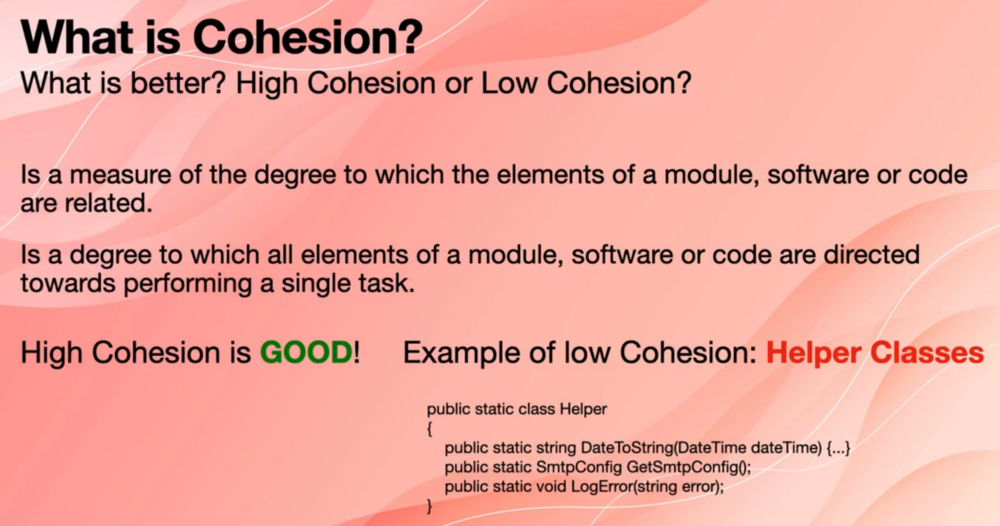 What is Cohesion?
What is better? High Cohesion or Low Cohesion?
Is a measure of the degree to which the elements of a module, software or code
are related.
Is a degree to which all elements of a module, software or code are directed
towards performing a single task.
High Cohesion is GOOD!
Example of low Cohesion: Helper Classes
public static class Helper
{
public static string DateToString(DateTime dateTime) {...}
public static SmtpConfig GetSmtpConfig();
public static void LogError(string error);
}